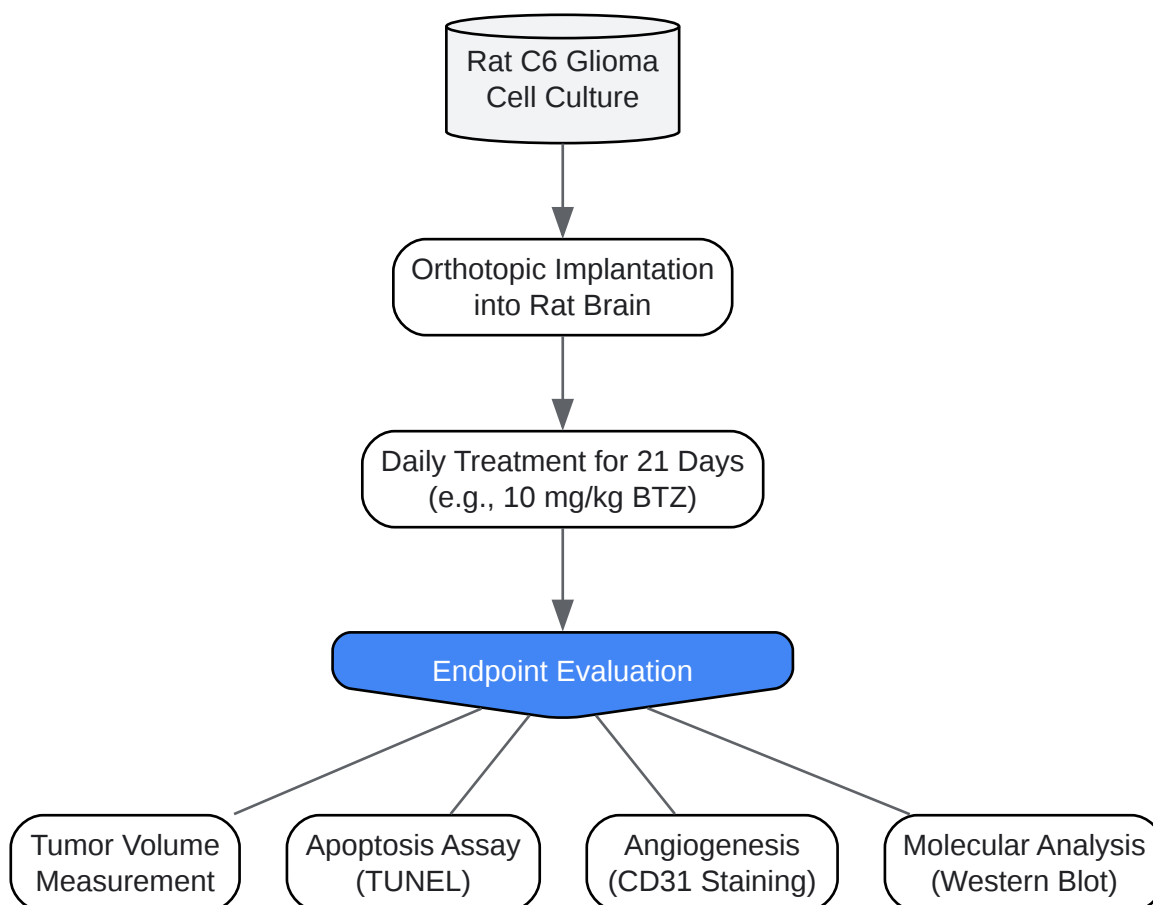 Rat C6 Glioma
Cell Culture
Orthotopic Implantation
into Rat Brain
Daily Treatment for 21 Days
(e.g., 10 mg/kg BTZ)
Endpoint Evaluation
Tumor Volume
Measurement
Apoptosis Assay
(TUNEL)
Angiogenesis
(CD31 Staining)
Molecular Analysis
(Western Blot)